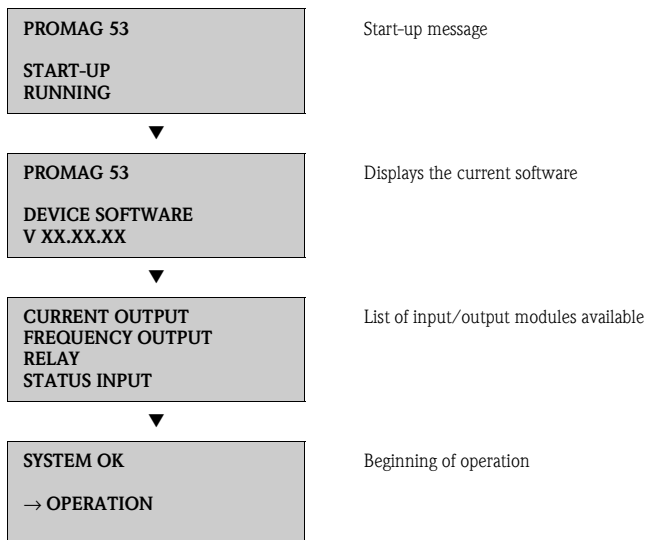 PROMAG 53
Start-up message
START-UP
RUNNING
▼
PROMAG 53
Displays the current software
DEVICE SOFTWARE
V XX.XX.XX
▼
CURRENT OUTPUT
List of input/output modules available
FREQUENCY OUTPUT
RELAY
STATUS INPUT
▼
SYSTEM OK
Beginning of operation
→ OPERATION